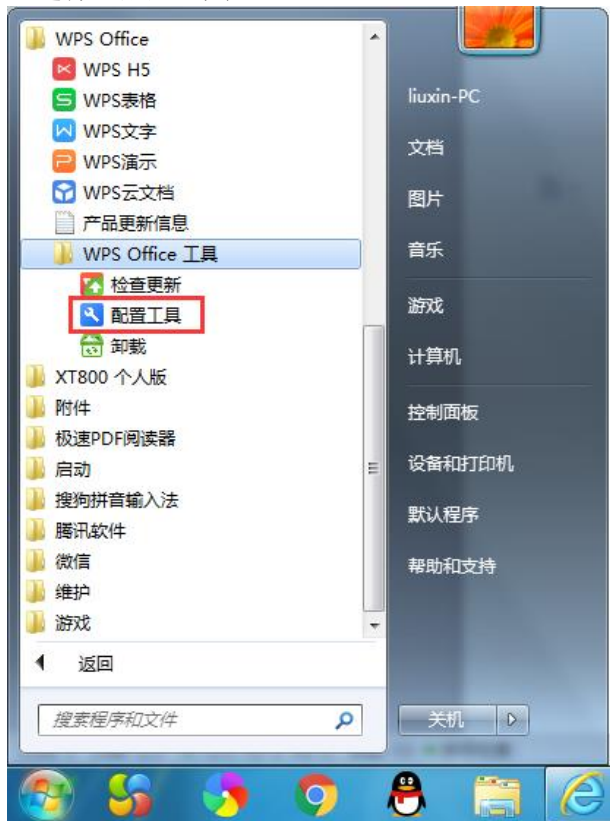 WPS Office
WPS H5
WPS表格
WPS文字
WPS演示
WPS云文档
产品更新信息
WPS Office 工具
检查更新
配置工具
卸载
XT800 个人版
附件
极速PDF阅读器
启动
搜狗拼音输入法
腾讯软件
微信
维护
游戏
返回
搜索程序和文件
liuxin-PC
文档
图片
音乐
游戏
计算机
控制面板
设备和打印机
默认程序
帮助和支持
关机